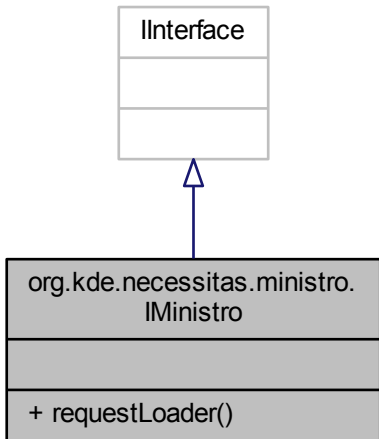 IInterface
org.kde.necessitas.ministro.
IMinistro
+ requestLoader()